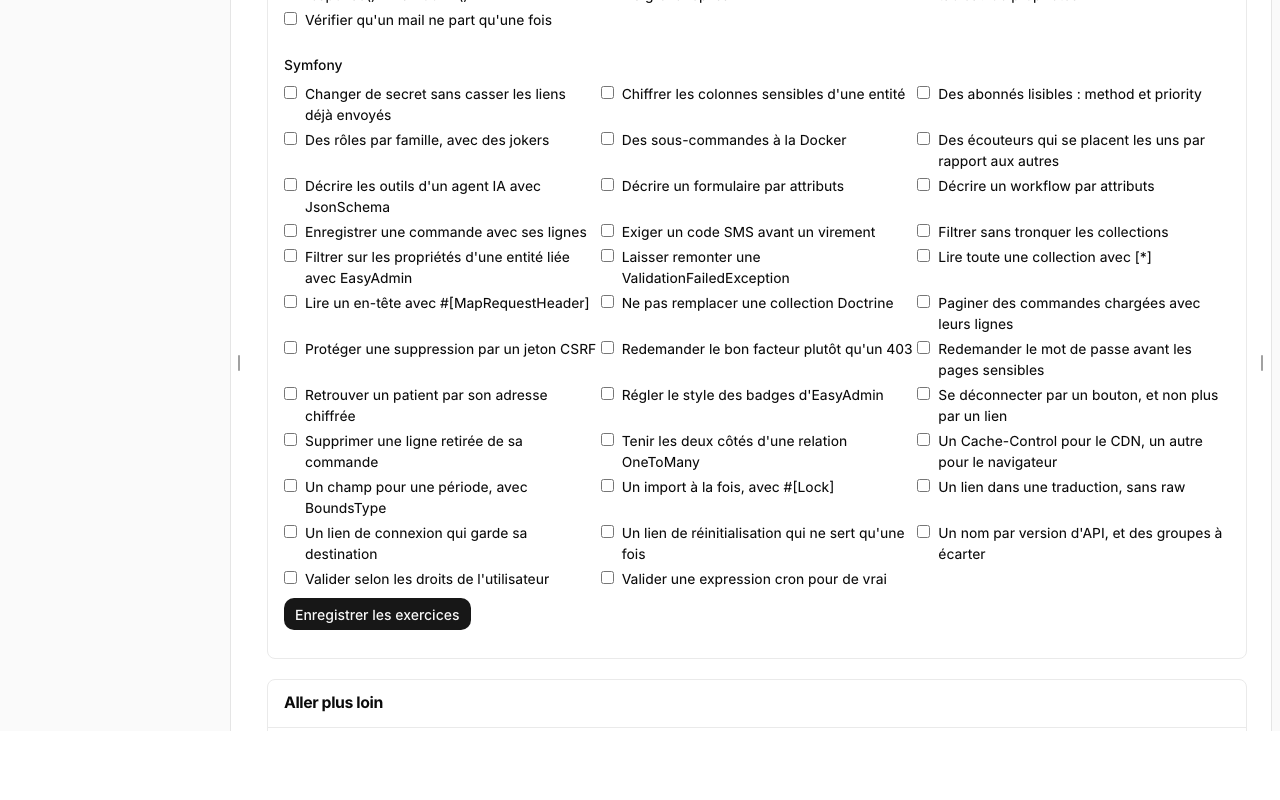 Vérifier qu'un mail ne part qu'une fois
Symfony
Changer de secret sans casser les liens
déjà envoyés
Chiffrer les colonnes sensibles d'une entité
Des abonnés lisibles : method et priority
Des rôles par famille, avec des jokers
Des sous-commandes à la Docker
Des écouteurs qui se placent les uns par
rapport aux autres
Décrire les outils d'un agent IA avec
JsonSchema
Décrire un formulaire par attributs
Décrire un workflow par attributs
Enregistrer une commande avec ses lignes
Exiger un code SMS avant un virement
Filtrer sans tronquer les collections
Filtrer sur les propriétés d'une entité liée
avec EasyAdmin
Laisser remonter une
ValidationFailedException
Lire toute une collection avec [*]
Lire un en-tête avec #[MapRequestHeader]
Ne pas remplacer une collection Doctrine
Paginer des commandes chargées avec
leurs lignes
Protéger une suppression par un jeton CSRF
Redemander le bon facteur plutôt qu'un 403
Redemander le mot de passe avant les
pages sensibles
Retrouver un patient par son adresse
chiffrée
Régler le style des badges d'EasyAdmin
Se déconnecter par un bouton, et non plus
par un lien
Supprimer une ligne retirée de sa
commande
Tenir les deux côtés d'une relation
OneToMany
Un Cache-Control pour le CDN, un autre
pour le navigateur
Un champ pour une période, avec
BoundsType
Un import à la fois, avec #[Lock]
Un lien dans une traduction, sans raw
Un lien de connexion qui garde sa
destination
Un lien de réinitialisation qui ne sert qu'une
fois
Un nom par version d'API, et des groupes à
écarter
Valider selon les droits de l'utilisateur
Valider une expression cron pour de vrai
Enregistrer les exercices
Aller plus loin